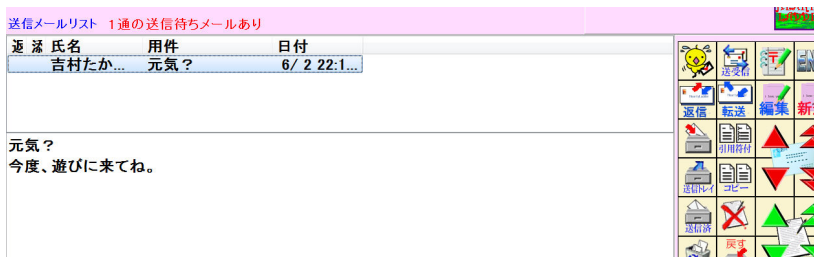 送信メールリスト 1通の送信待ちメールあり
返 添 氏名 用件 日付
吉村たか... 元気？ 6/ 2 22:1...
元気？
今度、遊びに来てね。
送受信
返信 転送 編集
引用符付
送信トレイ コピー
送信済
戻す